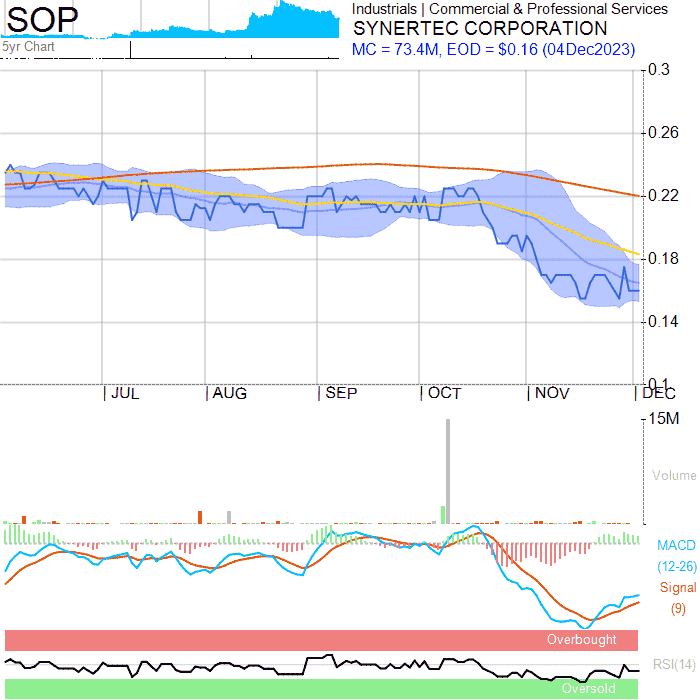 SOP
5yr Chart
Industrials | Commercial & Professional Services
SYNERTEC CORPORATION
MC = 73.4M, EOD = $0.16 (04Dec2023)
0.3
0.26
0.22
0.18
0.14
0.1
JUL
AUG
SEP
OCT
NOV
DEC
15M
Volume
MACD
(12-26)
Signal
(9)
Overbought
RSI(14)
Oversold